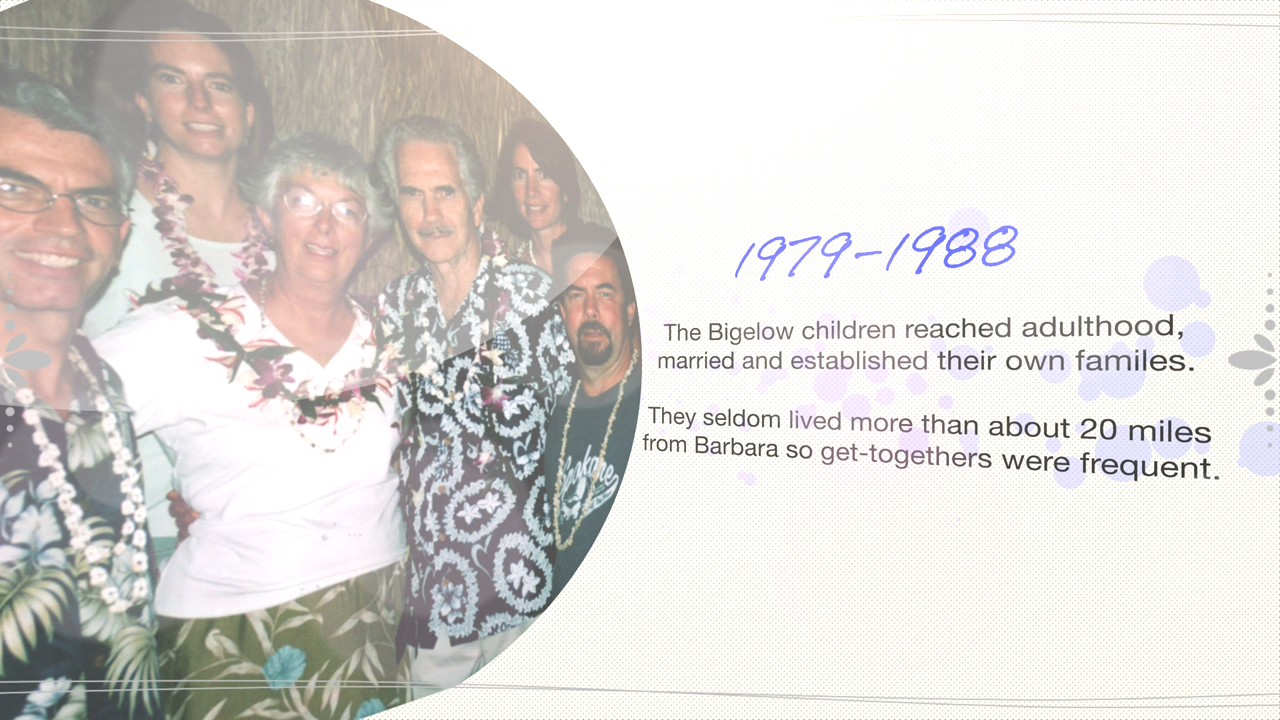 1979-1988
The Bigelow children reached adulthood,
married and established their own familes.
They seldom lived more than about 20 miles
from Barbara so get-togethers were frequent.
Spokane